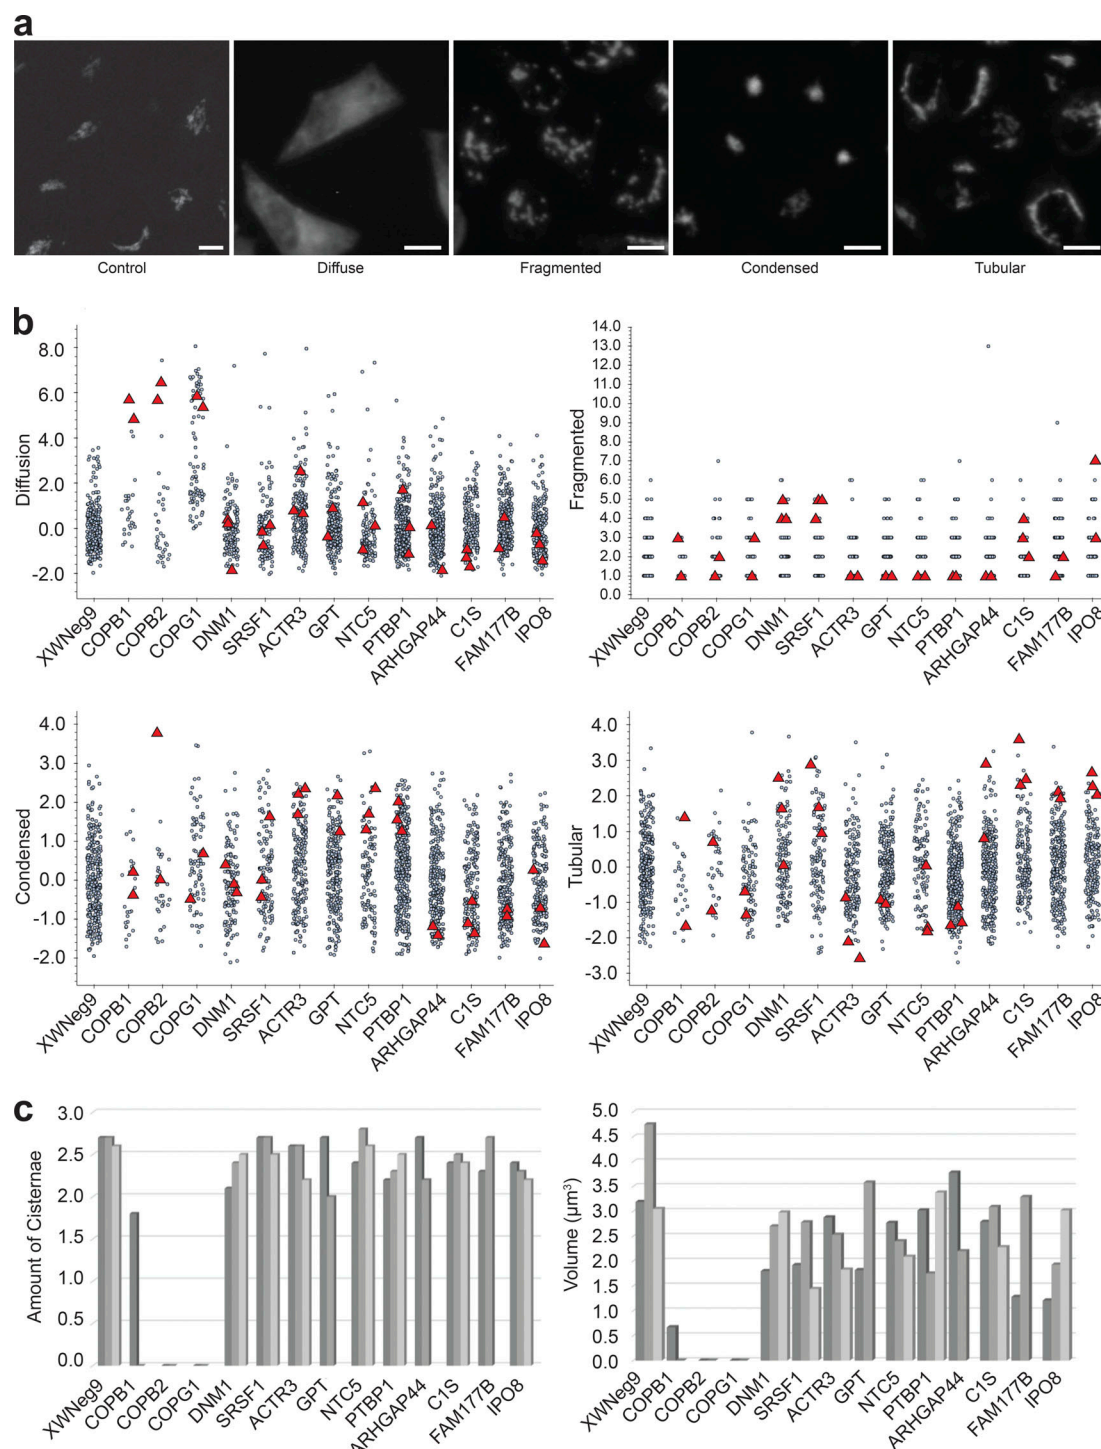 a
Control
Diffuse
Fragmented
Condensed
Tubular
b
Diffusion
8.0
6.0
4.0
2.0
0.0
-2.0
XWNeg9
COPB1
COPB2
COPG1
DNM1
SRSF1
ACTR3
GPT
NTC5
PTBP1
ARHGAP44
C1S
FAM177B
IPO8
Fragmented
14.0
13.0
12.0
11.0
10.0
9.0
8.0
7.0
6.0
5.0
4.0
3.0
2.0
1.0
0.0
XWNeg9
COPB1
COPB2
COPG1
DNM1
SRSF1
ACTR3
GPT
NTC5
PTBP1
ARHGAP44
C1S
FAM177B
IPO8
Condensed
4.0
3.0
2.0
1.0
0.0
-1.0
-2.0
XWNeg9
COPB1
COPB2
COPG1
DNM1
SRSF1
ACTR3
GPT
NTC5
PTBP1
ARHGAP44
C1S
FAM177B
IPO8
Tubular
4.0
3.0
2.0
1.0
0.0
-1.0
-2.0
-3.0
XWNeg9
COPB1
COPB2
COPG1
DNM1
SRSF1
ACTR3
GPT
NTC5
PTBP1
ARHGAP44
C1S
FAM177B
IPO8
c
Amount of Cisternae
3.0
2.5
2.0
1.5
1.0
0.5
0.0
XWNeg9
COPB1
COPB2
COPG1
DNM1
SRSF1
ACTR3
GPT
NTC5
PTBP1
ARHGAP44
C1S
FAM177B
IPO8
Volume (µm³)
5.0
4.5
4.0
3.5
3.0
2.5
2.0
1.5
1.0
0.5
0.0
XWNeg9
COPB1
COPB2
COPG1
DNM1
SRSF1
ACTR3
GPT
NTC5
PTBP1
ARHGAP44
C1S
FAM177B
IPO8